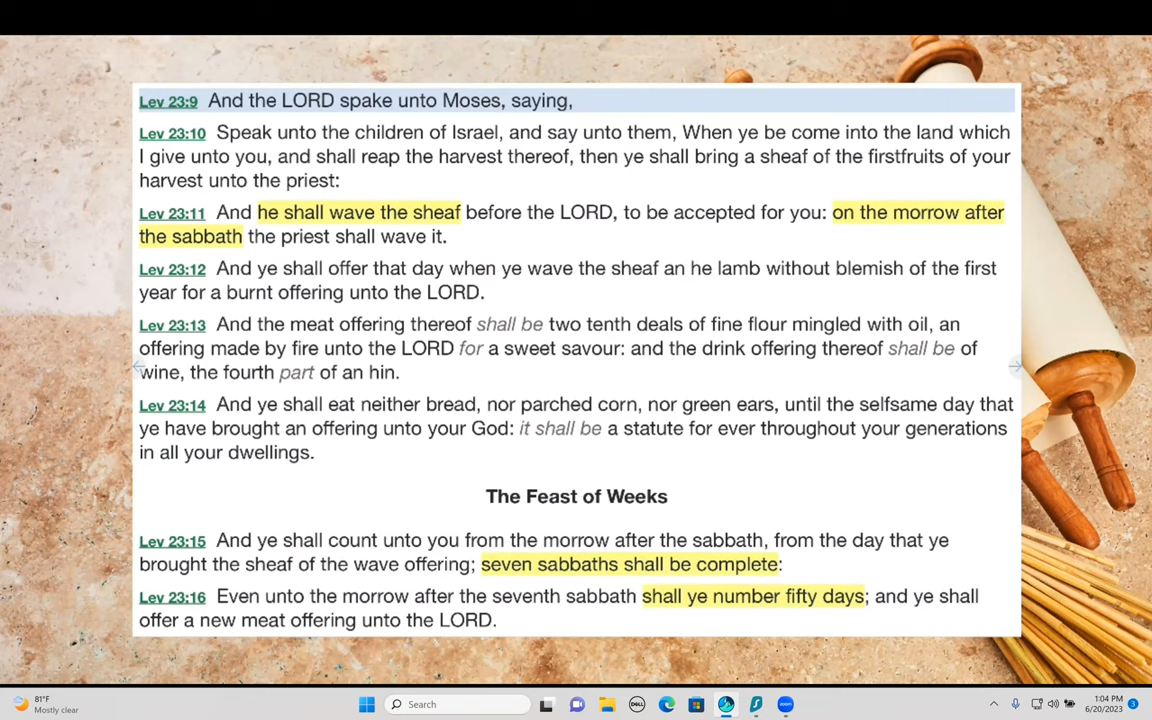 Lev 23:9 And the LORD spake unto Moses, saying,
Lev 23:10 Speak unto the children of Israel, and say unto them, When ye be come into the land which
I give unto you, and shall reap the harvest thereof, then ye shall bring a sheaf of the firstfruits of your
harvest unto the priest:
Lev 23:11 And he shall wave the sheaf before the LORD, to be accepted for you: on the morrow after
the sabbath the priest shall wave it.
Lev 23:12 And ye shall offer that day when ye wave the sheaf an he lamb without blemish of the first
year for a burnt offering unto the LORD.
Lev 23:13 And the meat offering thereof shall be two tenth deals of fine flour mingled with oil, an
offering made by fire unto the LORD for a sweet savour: and the drink offering thereof shall be of
wine, the fourth part of an hin.
Lev 23:14 And ye shall eat neither bread, nor parched corn, nor green ears, until the selfsame day that
ye have brought an offering unto your God: it shall be a statute for ever throughout your generations
in all your dwellings.
The Feast of Weeks
Lev 23:15 And ye shall count unto you from the morrow after the sabbath, from the day that ye
brought the sheaf of the wave offering; seven sabbaths shall be complete:
Lev 23:16 Even unto the morrow after the seventh sabbath shall ye number fifty days; and ye shall
offer a new meat offering unto the LORD.
81°F
Mostly clear
Search
DELL
zoom
1:04 PM
6/20/2023
3